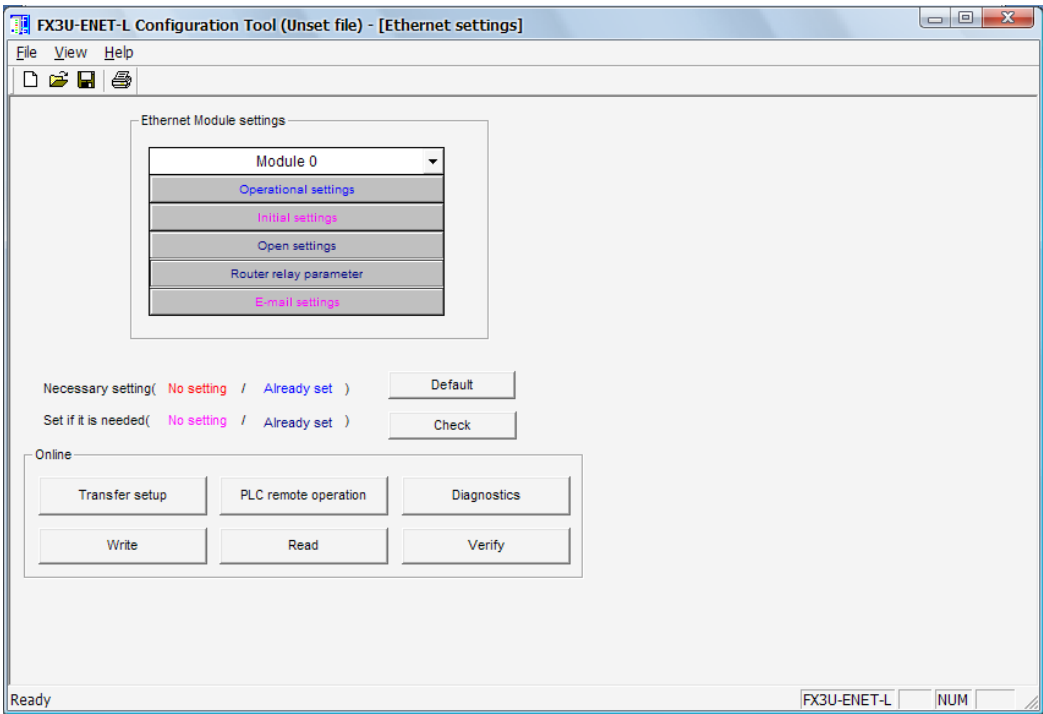 FX3U-ENET-L Configuration Tool (Unset file) - [Ethernet settings]
File View Help
Ethernet Module settings
Module 0
Operational settings
Initial settings
Open settings
Router relay parameter
E-mail settings
Necessary setting( No setting / Already set ) Default
Set if it is needed( No setting / Already set ) Check
Online
Transfer setup PLC remote operation Diagnostics
Write Read Verify
Ready FX3U-ENET-L NUM